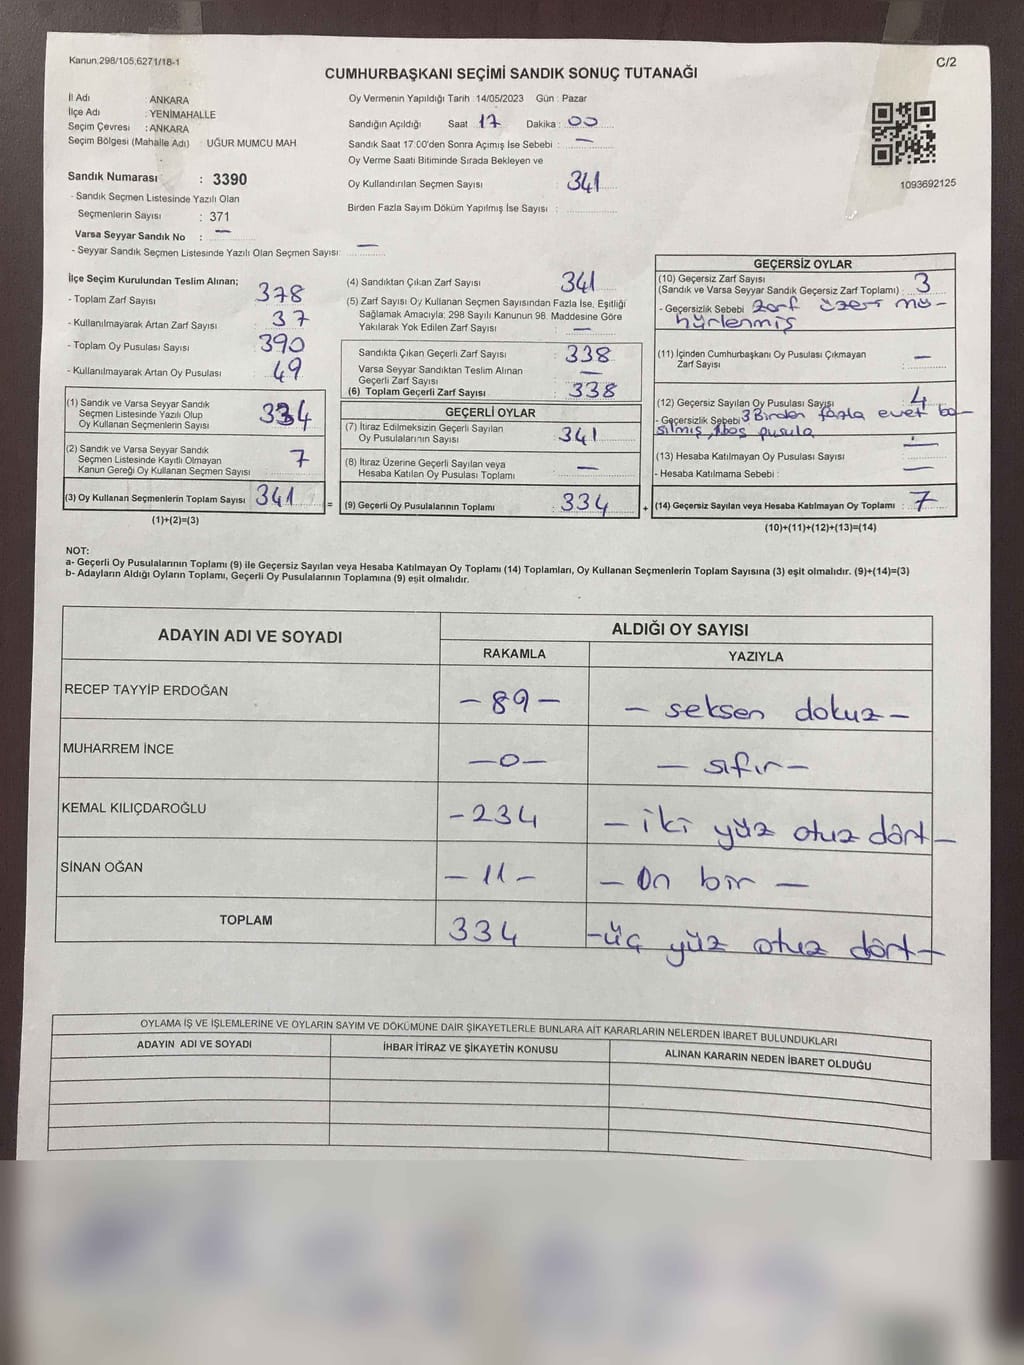 Kanun.298/105,6271/18-1
C/2
CUMHURBAŞKANI SEÇİMİ SANDIK SONUÇ TUTANAĞI
İl Adı : ANKARA
İlçe Adı : YENİMAHALLE
Seçim Çevresi : ANKARA
Seçim Bölgesi (Mahalle Adı) : UĞUR MUMCU MAH
Sandık Numarası : 3390
- Sandık Seçmen Listesinde Yazılı Olan
Seçmenlerin Sayısı : 371
Varsa Seyyar Sandık No : —
- Seyyar Sandık Seçmen Listesinde Yazılı Olan Seçmen Sayısı: —
Oy Vermenin Yapıldığı Tarih : 14/05/2023 Gün : Pazar
Sandığın Açıldığı Saat 17 Dakika : 00
Sandık Saat 17.00'den Sonra Açımış İse Sebebi : —
Oy Verme Saati Bitiminde Sırada Bekleyen ve
Oy Kullandırılan Seçmen Sayısı : 341
Birden Fazla Sayım Döküm Yapılmış İse Sayısı :
1093692125
İlçe Seçim Kurulundan Teslim Alınan;
- Toplam Zarf Sayısı 378
- Kullanılmayarak Artan Zarf Sayısı 37
- Toplam Oy Pusulası Sayısı 390
- Kullanılmayarak Artan Oy Pusulası 49
(1) Sandık ve Varsa Seyyar Sandık
Seçmen Listesinde Yazılı Olup
Oy Kullanan Seçmenlerin Sayısı 334
(2) Sandık ve Varsa Seyyar Sandık
Seçmen Listesinde Kayıtlı Olmayan
Kanun Gereği Oy Kullanan Seçmen Sayısı 7
(3) Oy Kullanan Seçmenlerin Toplam Sayısı 341 =
(1)+(2)=(3)
(4) Sandıktan Çıkan Zarf Sayısı 341
(5) Zarf Sayısı Oy Kullanan Seçmen Sayısından Fazla İse, Eşitliği
Sağlamak Amacıyla; 298 Sayılı Kanunun 98. Maddesine Göre
Yakılarak Yok Edilen Zarf Sayısı : —
Sandıkta Çıkan Geçerli Zarf Sayısı : 338
Varsa Seyyar Sandıktan Teslim Alınan
Geçerli Zarf Sayısı : —
(6) Toplam Geçerli Zarf Sayısı : 338
GEÇERLİ OYLAR
(7) İtiraz Edilmeksizin Geçerli Sayılan
Oy Pusulalarının Sayısı : 341
(8) İtiraz Üzerine Geçerli Sayılan veya
Hesaba Katılan Oy Pusulası Toplamı : —
(9) Geçerli Oy Pusulalarının Toplamı : 334 +
GEÇERSİZ OYLAR
(10) Geçersiz Zarf Sayısı
(Sandık ve Varsa Seyyar Sandık Geçersiz Zarf Toplamı) : 3
- Geçersizlik Sebebi Zarf üzeri mü-
hürlenmiş
(11) İçinden Cumhurbaşkanı Oy Pusulası Çıkmayan
Zarf Sayısı : —
(12) Geçersiz Sayılan Oy Pusulası Sayısı : 4
- Geçersizlik Sebebi 3 Birden fazla evet ba-
sılmış, 1 boş pusula
(13) Hesaba Katılmayan Oy Pusulası Sayısı : —
- Hesaba Katılmama Sebebi : —
(14) Geçersiz Sayılan veya Hesaba Katılmayan Oy Toplamı : 7
(10)+(11)+(12)+(13)=(14)
NOT:
a- Geçerli Oy Pusulalarının Toplamı (9) ile Geçersiz Sayılan veya Hesaba Katılmayan Oy Toplamı (14) Toplamları, Oy Kullanan Seçmenlerin Toplam Sayısına (3) eşit olmalıdır. (9)+(14)=(3)
b- Adayların Aldığı Oyların Toplamı, Geçerli Oy Pusulalarının Toplamına (9) eşit olmalıdır.
ADAYIN ADI VE SOYADI
ALDIĞI OY SAYISI
RAKAMLA YAZIYLA
RECEP TAYYİP ERDOĞAN - 89 - - seksen dokuz -
MUHARREM İNCE - 0 - - sıfır -
KEMAL KILIÇDAROĞLU - 234 - iki yüz otuz dört -
SİNAN OĞAN - 11 - - On bir -
TOPLAM 334 - üç yüz otuz dört -
OYLAMA İŞ VE İŞLEMLERİNE VE OYLARIN SAYIM VE DÖKÜMÜNE DAİR ŞİKAYETLERLE BUNLARA AİT KARARLARIN NELERDEN İBARET BULUNDUKLARI
ADAYIN ADI VE SOYADI İHBAR İTİRAZ VE ŞİKAYETİN KONUSU ALINAN KARARIN NEDEN İBARET OLDUĞU